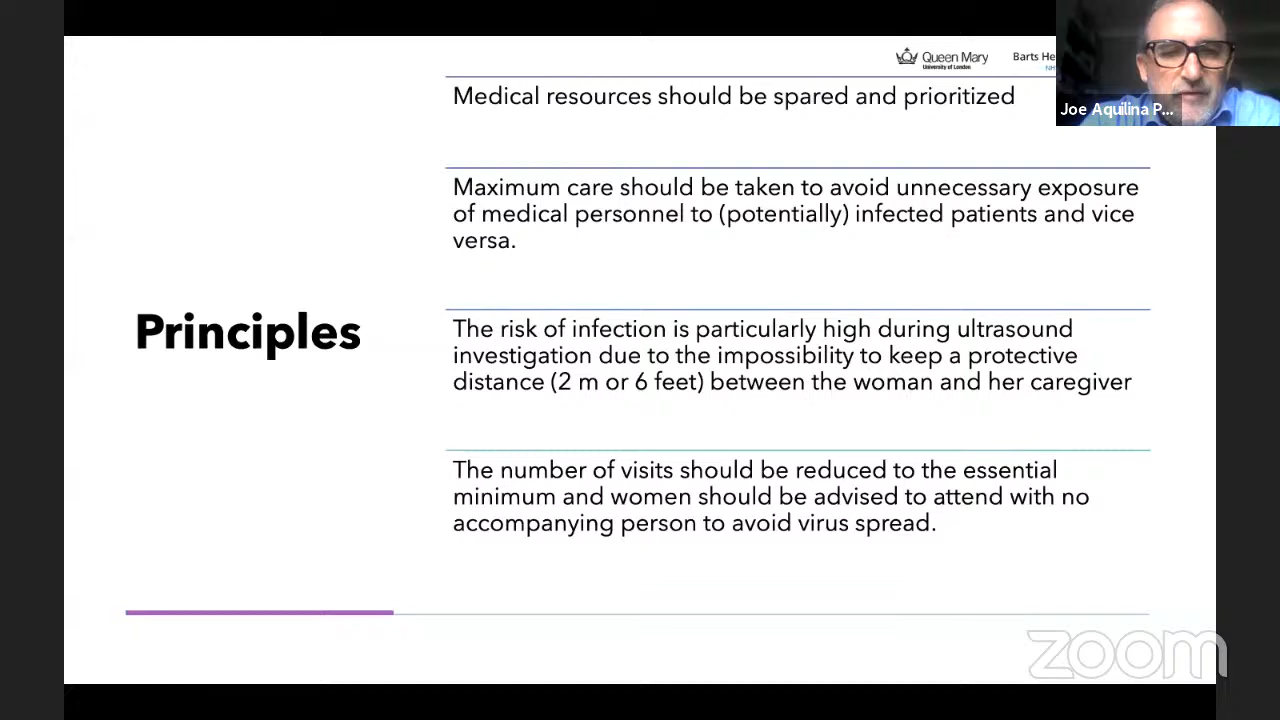 Queen Mary
University of London
Barts He
NH
Joe Aquilina P...
Medical resources should be spared and prioritized
Maximum care should be taken to avoid unnecessary exposure
of medical personnel to (potentially) infected patients and vice
versa.
Principles
The risk of infection is particularly high during ultrasound
investigation due to the impossibility to keep a protective
distance (2 m or 6 feet) between the woman and her caregiver
The number of visits should be reduced to the essential
minimum and women should be advised to attend with no
accompanying person to avoid virus spread.
zoom